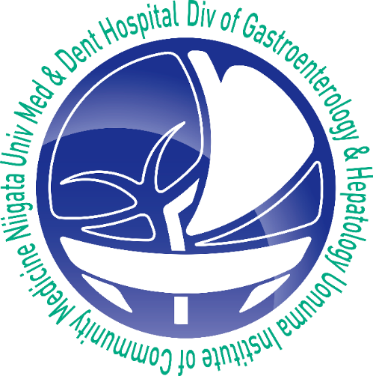 Niigata Univ Med & Dent Hospital Div of Gastroenterology & Hepatology Uonuma Institute of Community Medicine